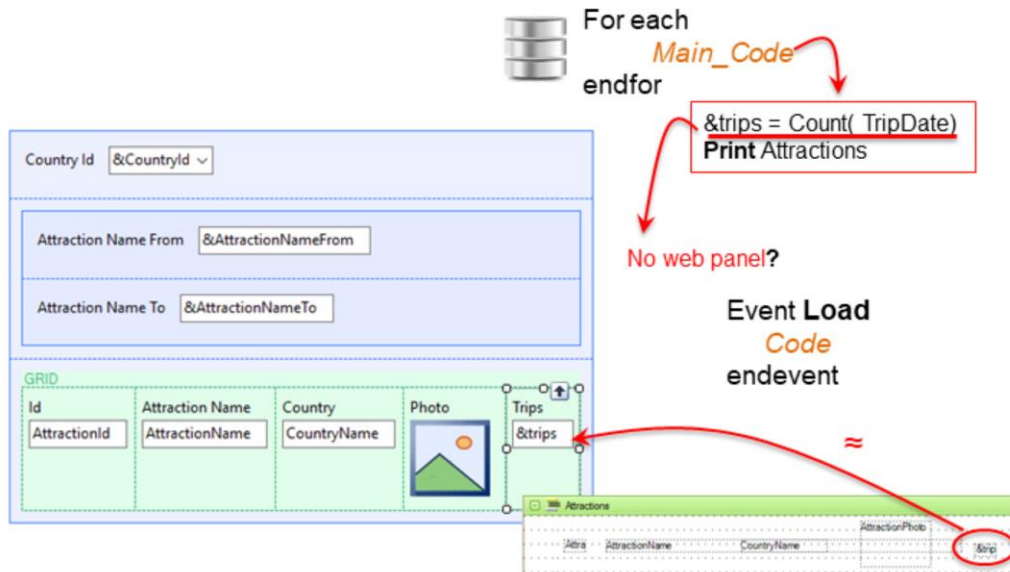 For each
Main_Code
endfor
&trips = Count( TripDate)
Print Attractions
No web panel?
Event Load
Code
endevent
≈
Country Id &CountryId
Attraction Name From &AttractionNameFrom
Attraction Name To &AttractionNameTo
GRID
Id Attraction Name Country Photo Trips
AttractionId AttractionName CountryName &trips
Attractions
AttractionPhoto
Attra AttractionName CountryName &trip